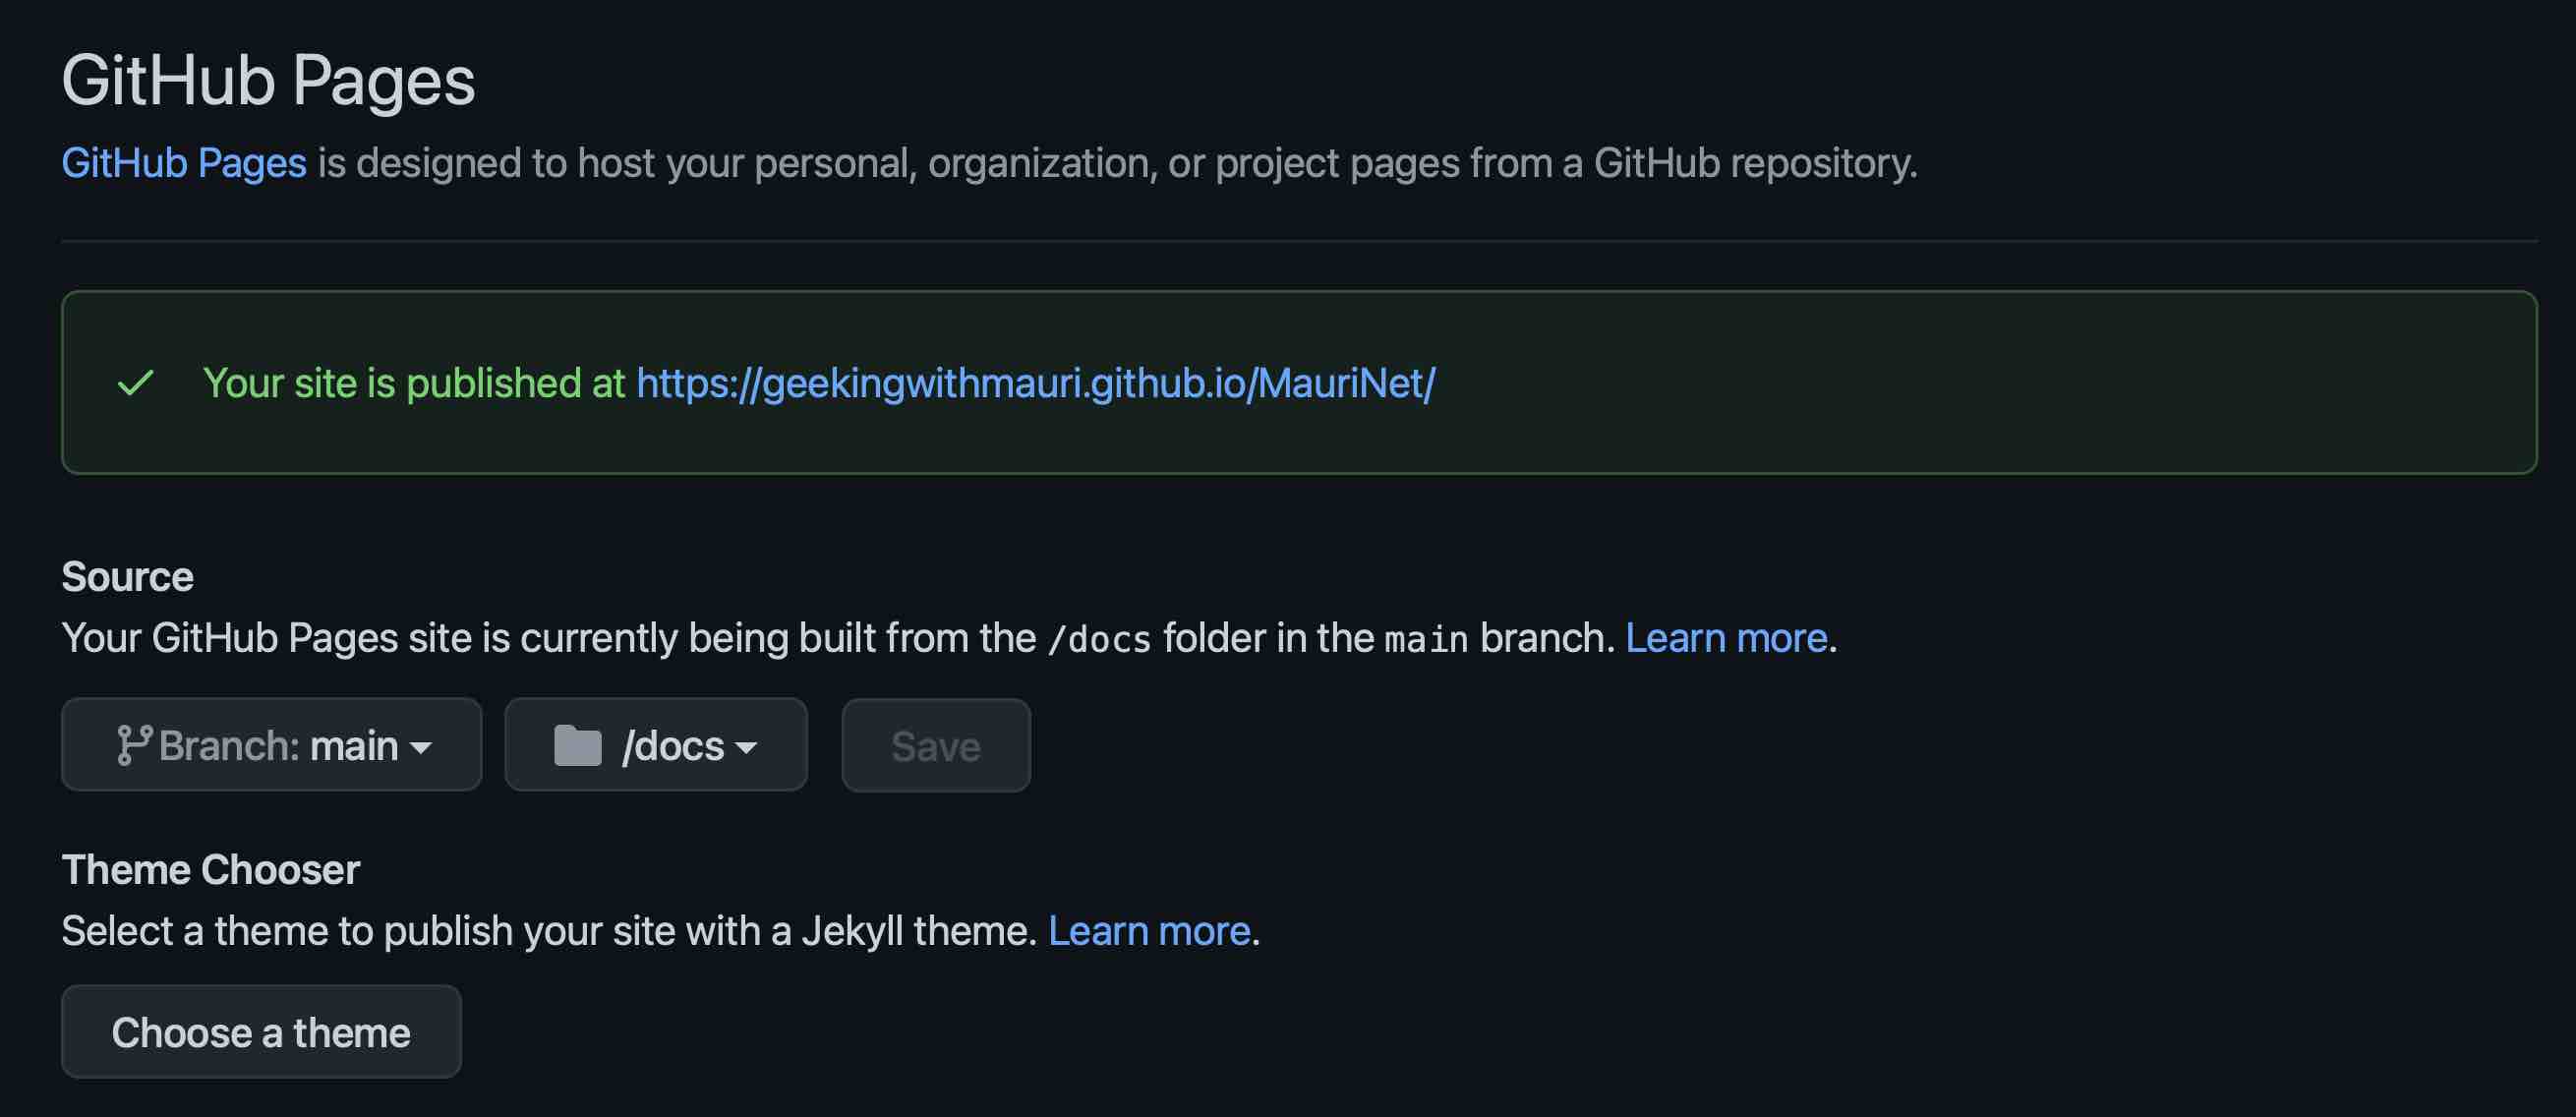 GitHub Pages
GitHub Pages is designed to host your personal, organization, or project pages from a GitHub repository.
Your site is published at https://geekingwithmauri.github.io/MauriNet/
Source
Your GitHub Pages site is currently being built from the /docs folder in the main branch. Learn more.
Branch: main /docs Save
Theme Chooser
Select a theme to publish your site with a Jekyll theme. Learn more.
Choose a theme